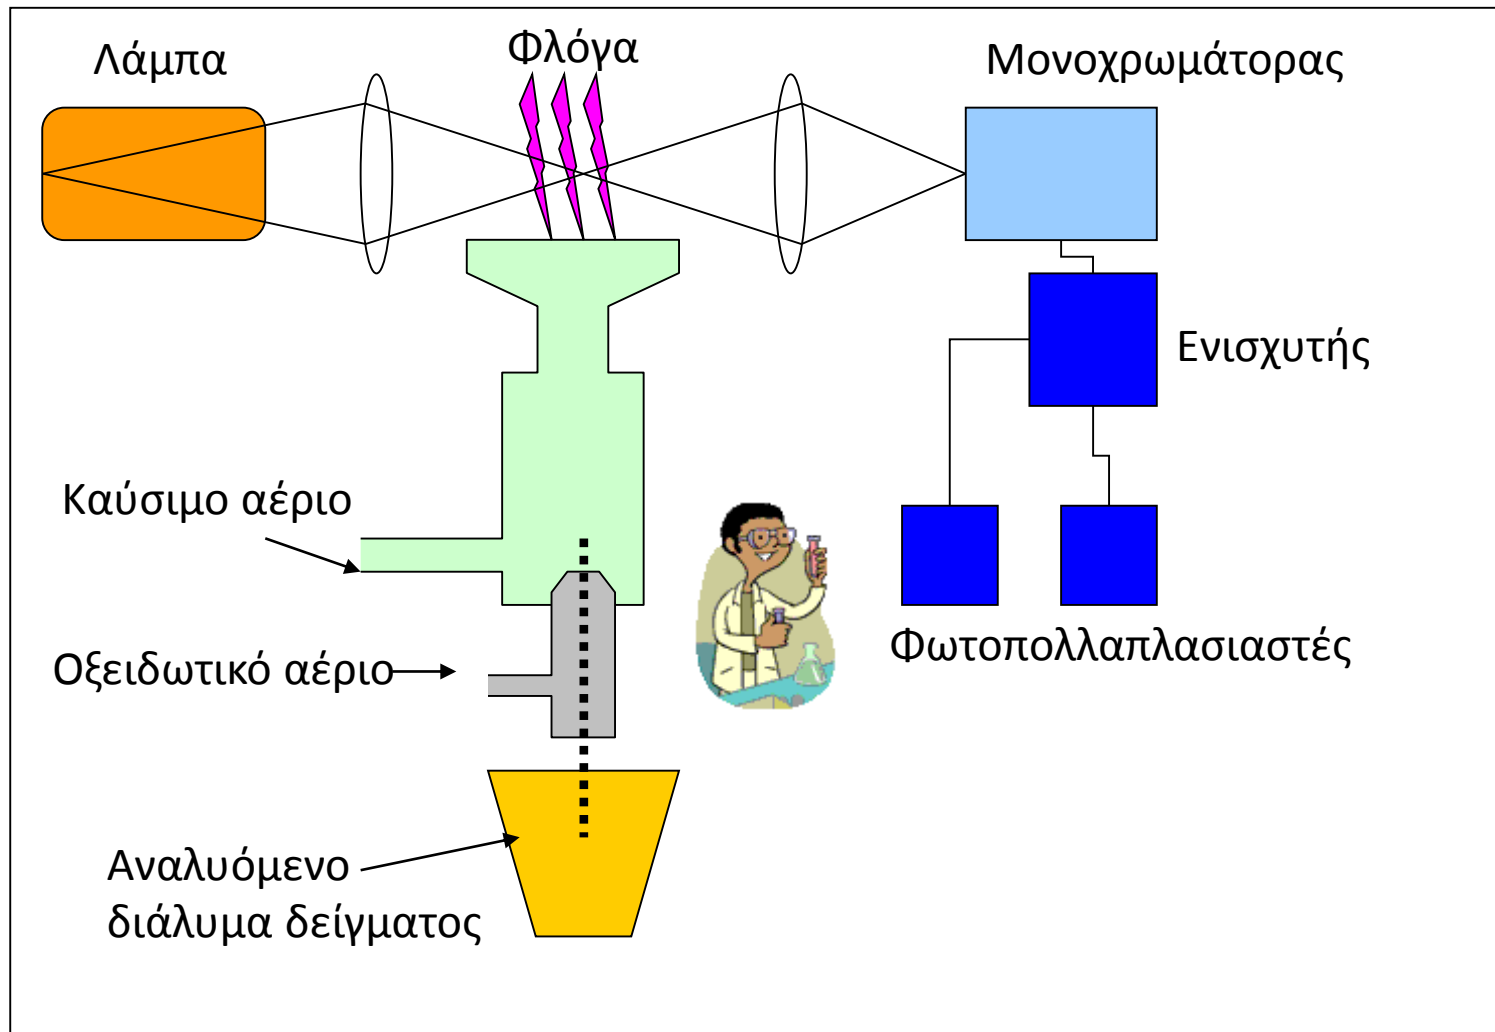 Λάμπα
Φλόγα
Μονοχρωμάτορας
Ενισχυτής
Καύσιμο αέριο
Φωτοπολλαπλασιαστές
Οξειδωτικό αέριο
Αναλυόμενο
διάλυμα δείγματος